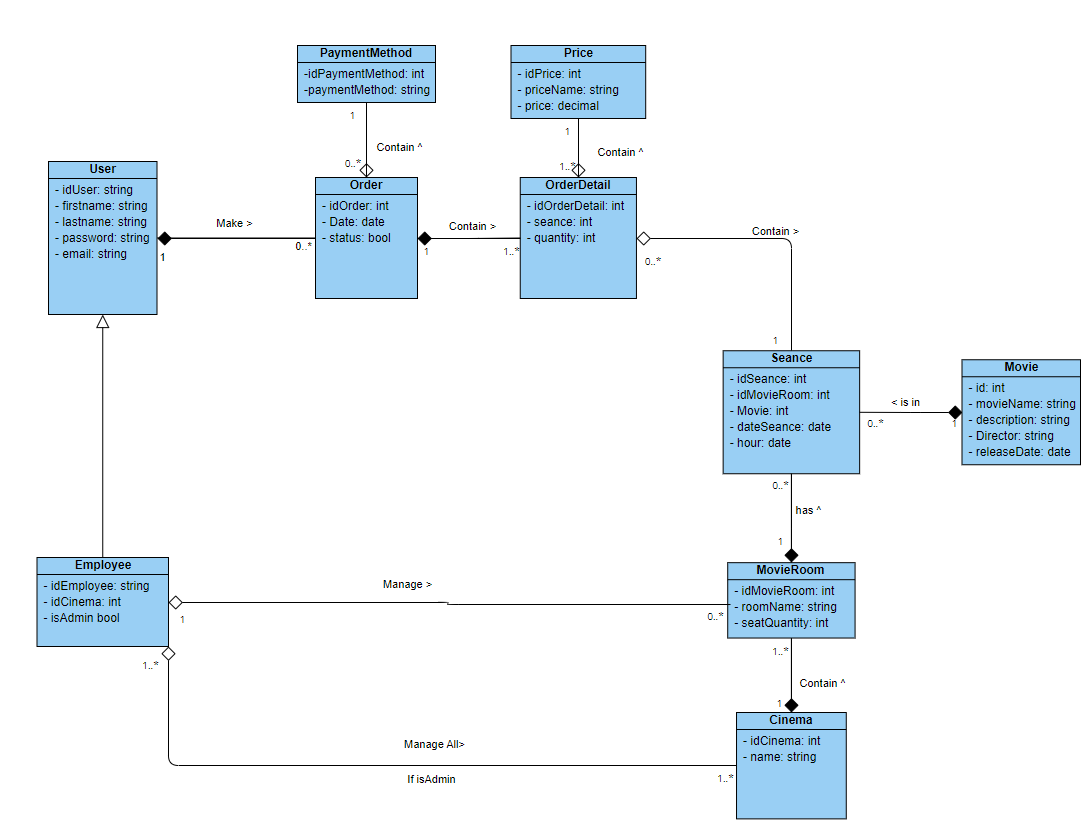 PaymentMethod
-idPaymentMethod: int
-paymentMethod: string
Price
- idPrice: int
- priceName: string
- price: decimal
1
Contain ^
0..*
1
Contain ^
1..*
User
- idUser: string
- firstname: string
- lastname: string
- password: string
- email: string
Make >
1
0..*
Order
- idOrder: int
- Date: date
- status: bool
Contain >
1
1..*
OrderDetail
- idOrderDetail: int
- seance: int
- quantity: int
Contain >
0..*
1
Seance
- idSeance: int
- idMovieRoom: int
- Movie: int
- dateSeance: date
- hour: date
< is in
0..*
1
Movie
- id: int
- movieName: string
- description: string
- Director: string
- releaseDate: date
0..*
has ^
1
Employee
- idEmployee: string
- idCinema: int
- isAdmin bool
Manage >
1
0..*
MovieRoom
- idMovieRoom: int
- roomName: string
- seatQuantity: int
1..*
Contain ^
1
1..*
Manage All>
If isAdmin
1..*
Cinema
- idCinema: int
- name: string